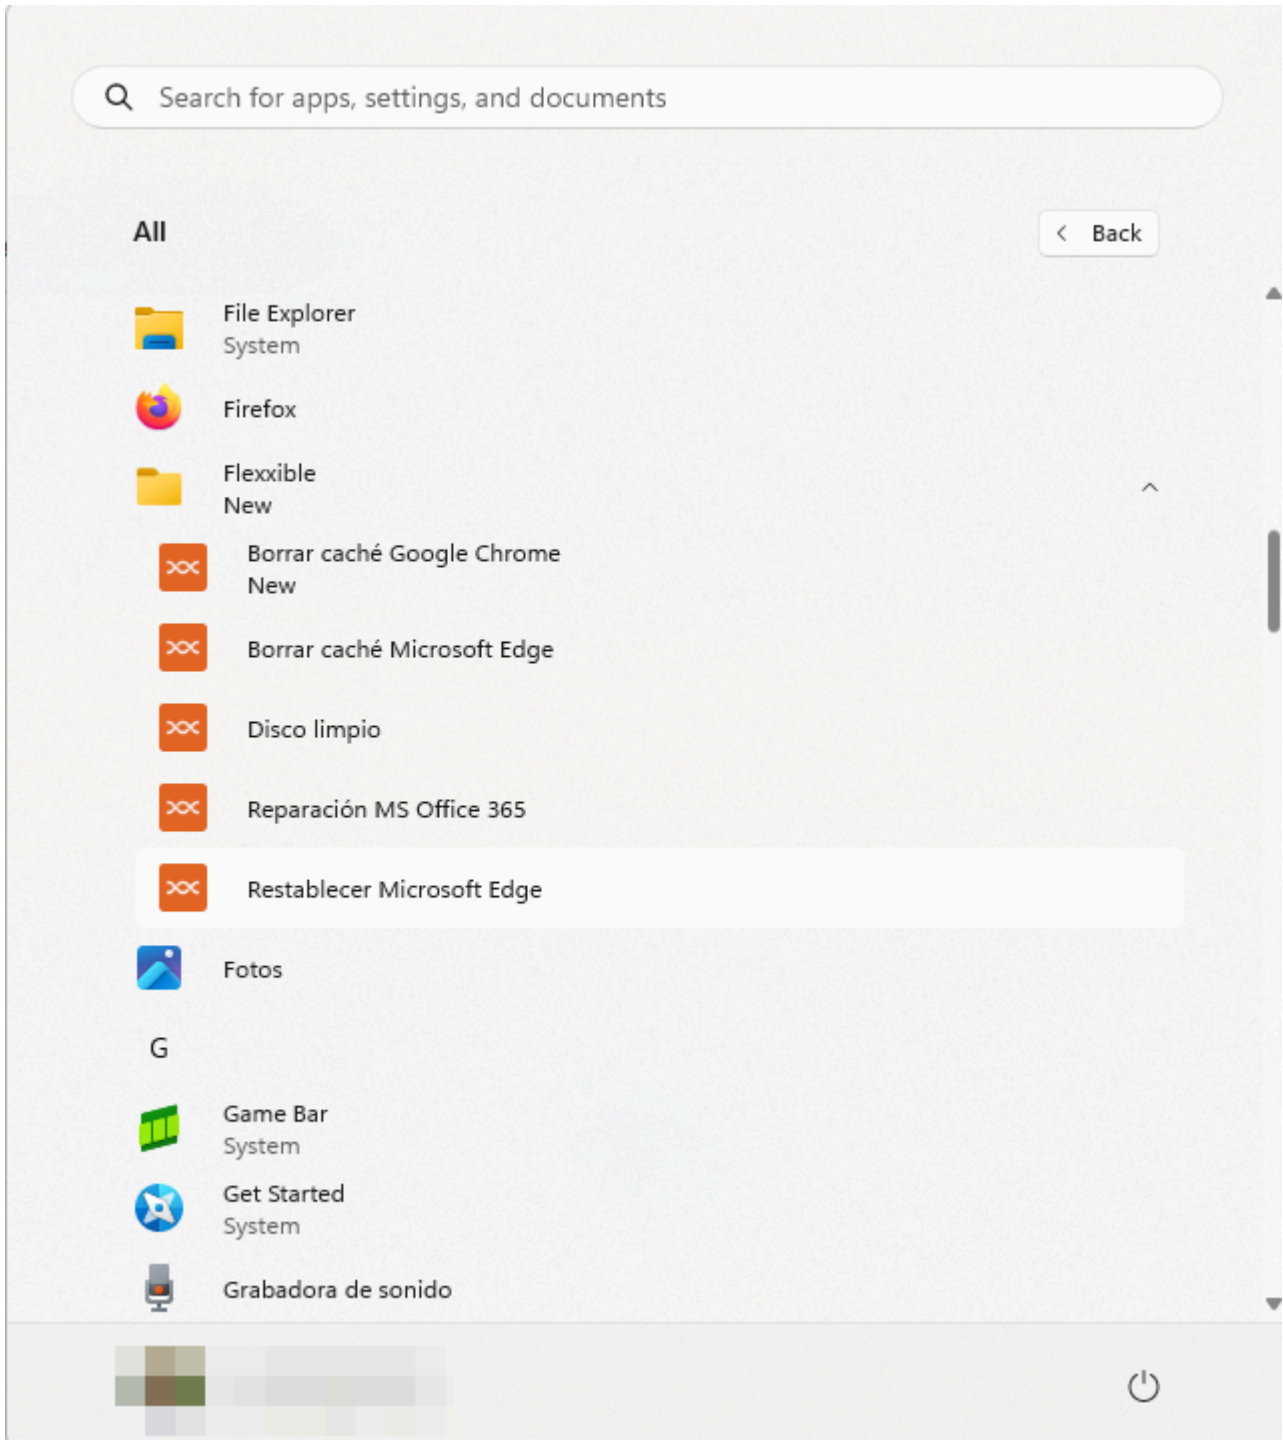 Search for apps, settings, and documents
All
Back
File Explorer
System
Firefox
Flexxible
New
Borrar caché Google Chrome
New
Borrar caché Microsoft Edge
Disco limpio
Reparación MS Office 365
Restablecer Microsoft Edge
Fotos
G
Game Bar
System
Get Started
System
Grabadora de sonido